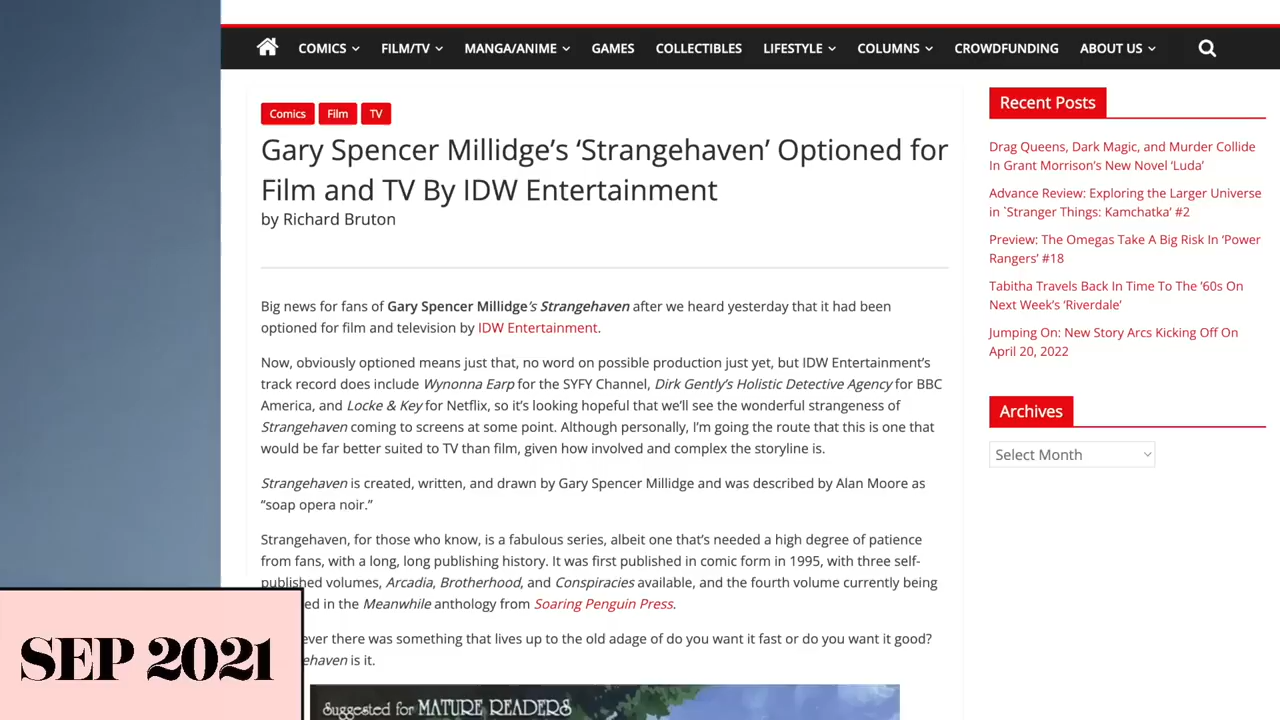 COMICS FILM/TV MANGA/ANIME GAMES COLLECTIBLES LIFESTYLE COLUMNS CROWDFUNDING ABOUT US
Comics Film TV
Gary Spencer Millidge’s ‘Strangehaven’ Optioned for
Film and TV By IDW Entertainment
by Richard Bruton
Big news for fans of Gary Spencer Millidge’s Strangehaven after we heard yesterday that it had been
optioned for film and television by IDW Entertainment.
Now, obviously optioned means just that, no word on possible production just yet, but IDW Entertainment’s
track record does include Wynonna Earp for the SYFY Channel, Dirk Gently’s Holistic Detective Agency for BBC
America, and Locke & Key for Netflix, so it’s looking hopeful that we’ll see the wonderful strangeness of
Strangehaven coming to screens at some point. Although personally, I’m going the route that this is one that
would be far better suited to TV than film, given how involved and complex the storyline is.
Strangehaven is created, written, and drawn by Gary Spencer Millidge and was described by Alan Moore as
“soap opera noir.”
Strangehaven, for those who know, is a fabulous series, albeit one that’s needed a high degree of patience
from fans, with a long, long publishing history. It was first published in comic form in 1995, with three self-
published volumes, Arcadia, Brotherhood, and Conspiracies available, and the fourth volume currently being
ed in the Meanwhile anthology from Soaring Penguin Press.
ever there was something that lives up to the old adage of do you want it fast or do you want it good?
ehaven is it.
Suggested for MATURE READERS
Recent Posts
Drag Queens, Dark Magic, and Murder Collide
In Grant Morrison’s New Novel ‘Luda’
Advance Review: Exploring the Larger Universe
in `Stranger Things: Kamchatka’ #2
Preview: The Omegas Take A Big Risk In ‘Power
Rangers’ #18
Tabitha Travels Back In Time To The ‘60s On
Next Week’s ‘Riverdale’
Jumping On: New Story Arcs Kicking Off On
April 20, 2022
Archives
Select Month
SEP 2021